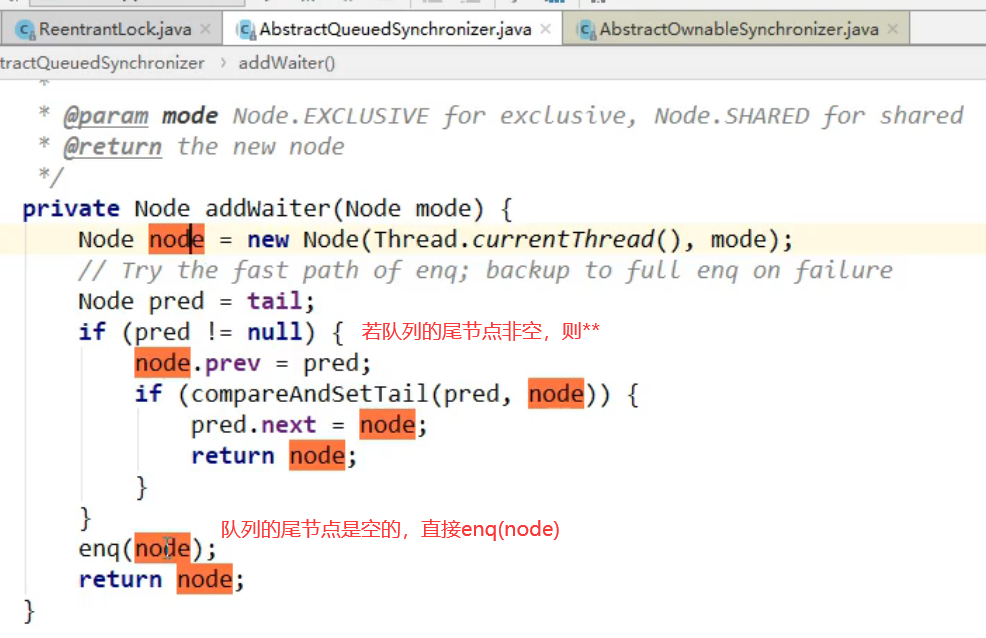 ReentrantLock.java AbstractQueuedSynchronizer.java AbstractOwnableSynchronizer.java
tractQueuedSynchronizer addWaiter()
*
* @param mode Node.EXCLUSIVE for exclusive, Node.SHARED for shared
* @return the new node
*/
private Node addWaiter(Node mode) {
Node node = new Node(Thread.currentThread(), mode);
// Try the fast path of enq; backup to full enq on failure
Node pred = tail;
if (pred != null) { 若队列的尾节点非空，则**
node.prev = pred;
if (compareAndSetTail(pred, node)) {
pred.next = node;
return node;
}
}
队列的尾节点是空的，直接enq(node)
enq(node);
return node;
}